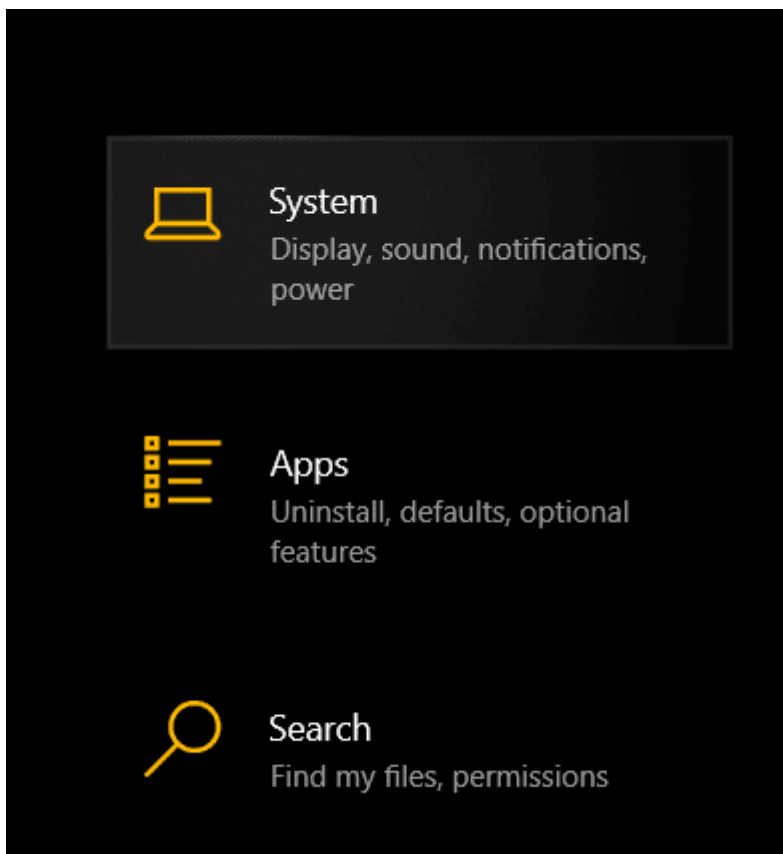 System
Display, sound, notifications,
power
Apps
Uninstall, defaults, optional
features
Search
Find my files, permissions